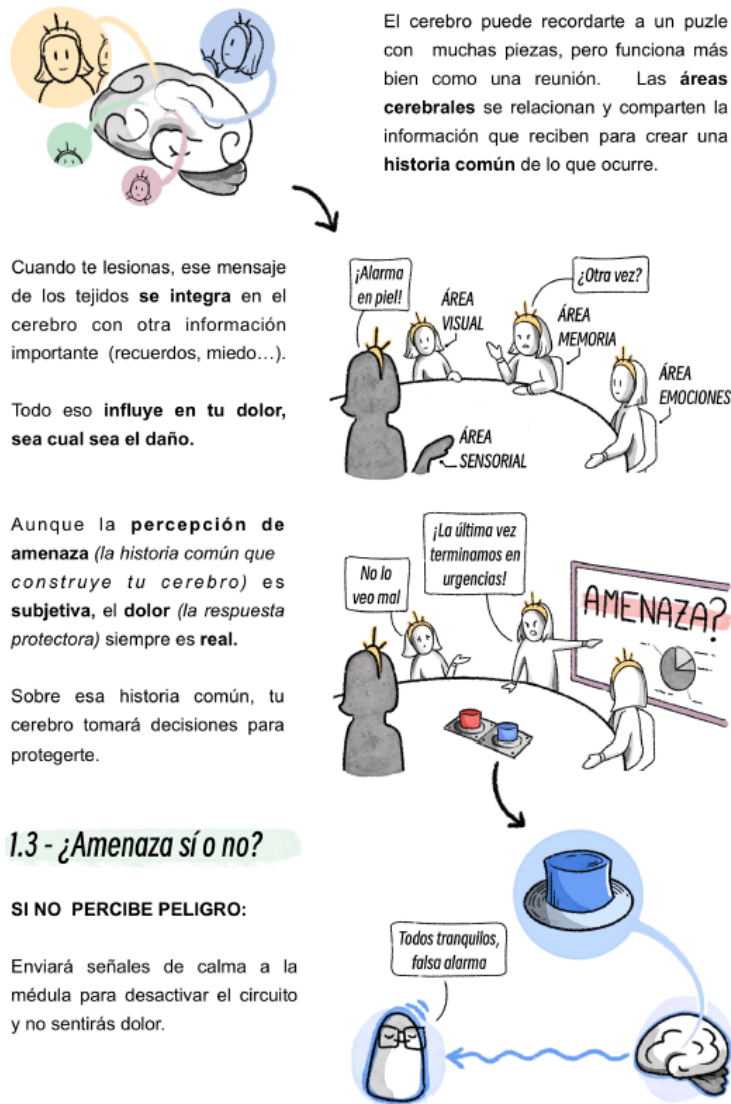 El cerebro puede recordarte a un puzle
con muchas piezas, pero funciona más
bien como una reunión. Las áreas
cerebrales se relacionan y comparten la
información que reciben para crear una
historia común de lo que ocurre.
Cuando te lesionas, ese mensaje
de los tejidos se integra en el
cerebro con otra información
importante (recuerdos, miedo…).
Todo eso influye en tu dolor,
sea cual sea el daño.
¡Alarma
en piel!
ÁREA
VISUAL
¿Otra vez?
ÁREA
MEMORIA
ÁREA
EMOCIONES
ÁREA
SENSORIAL
Aunque la percepción de
amenaza (la historia común que
construye tu cerebro) es
subjetiva, el dolor (la respuesta
protectora) siempre es real.
Sobre esa historia común, tu
cerebro tomará decisiones para
protegerte.
No lo
veo mal
¡La última vez
terminamos en
urgencias!
AMENAZA?
1.3 - ¿Amenaza sí o no?
SI NO PERCIBE PELIGRO:
Enviará señales de calma a la
médula para desactivar el circuito
y no sentirás dolor.
Todos tranquilos,
falsa alarma